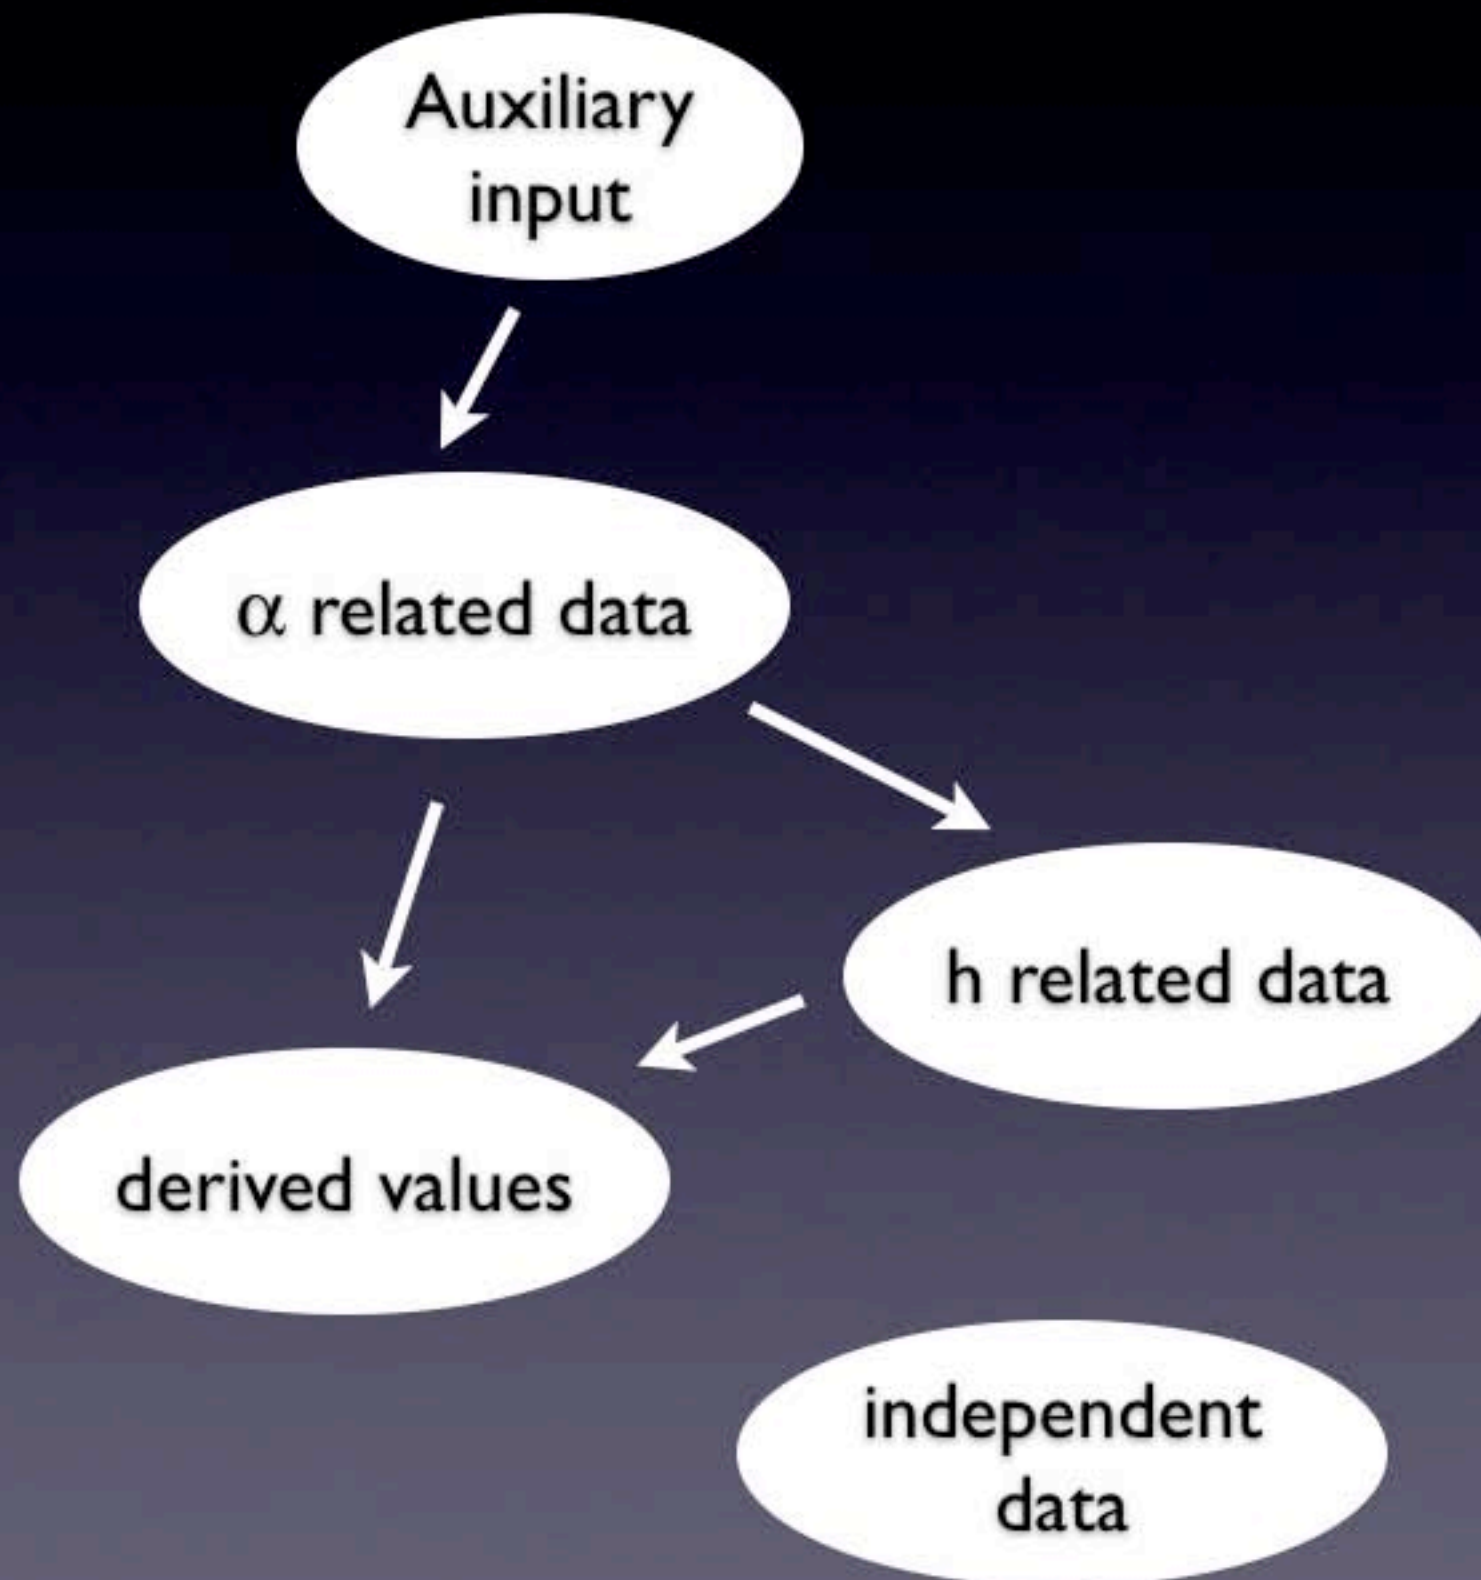 Auxiliary
input
α related data
h related data
derived values
independent
data